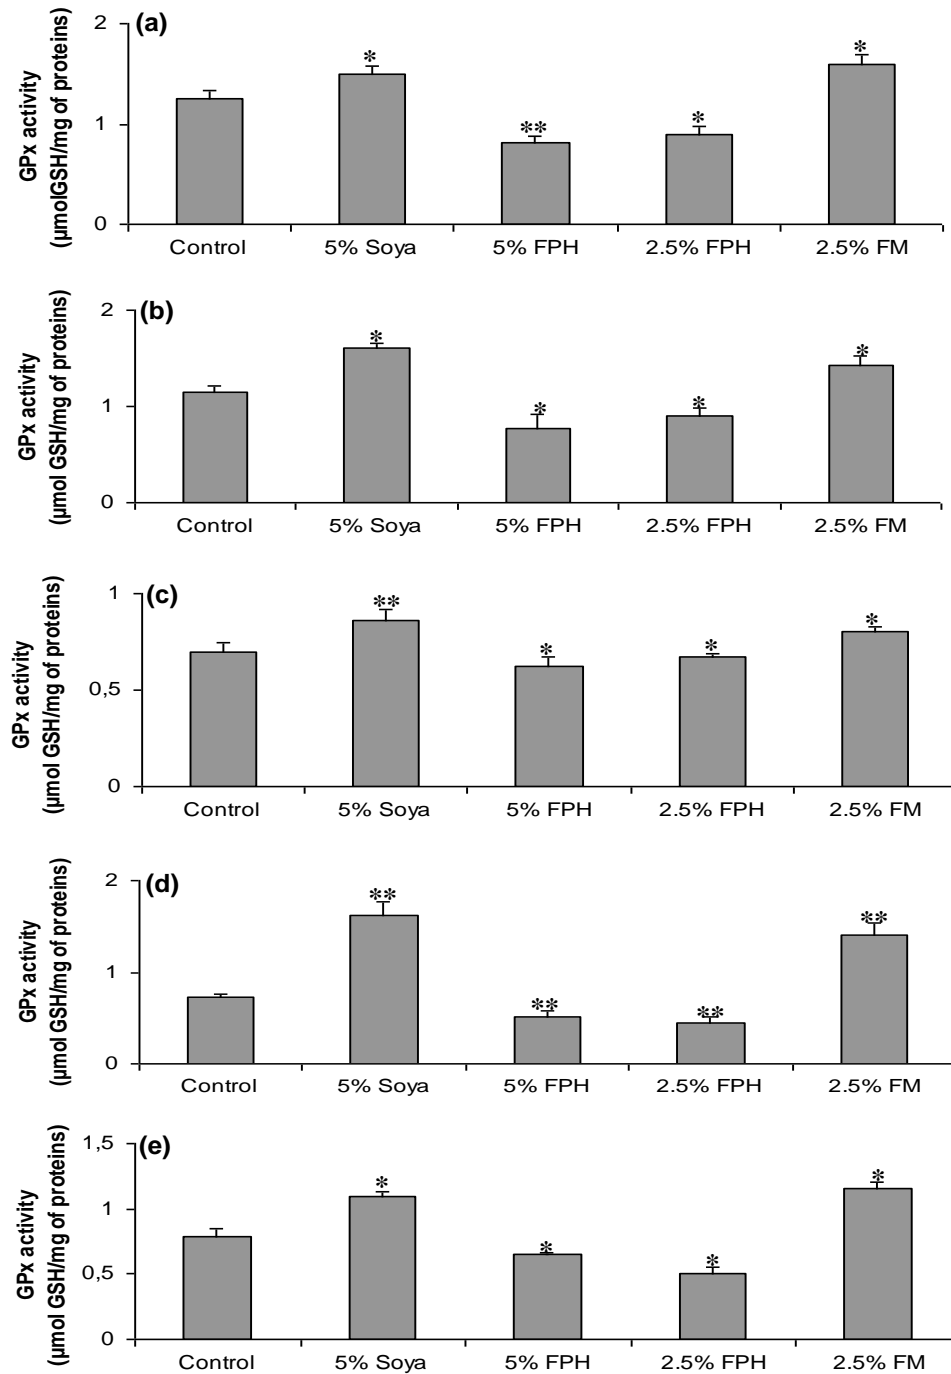 (a)
GPx activity
(µmolGSH/mg of proteins)
2
1
0
*
**
*
*
Control 5% Soya 5% FPH 2.5% FPH 2.5% FM
(b)
GPx activity
(µmol GSH/mg of proteins)
2
1
0
*
*
*
*
Control 5% Soya 5% FPH 2.5% FPH 2.5% FM
(c)
GPx activity
(µmol GSH/mg of proteins)
1
0,5
0
**
*
*
*
Control 5% Soya 5% FPH 2.5% FPH 2.5% FM
(d)
GPx activity
(µmol GSH/mg of proteins)
2
1
0
**
**
**
**
Control 5% Soya 5% FPH 2.5% FPH 2.5% FM
(e)
GPx activity
(µmol GSH/mg of proteins)
1,5
1
0,5
0
*
*
*
*
Control 5% Soya 5% FPH 2.5% FPH 2.5% FM